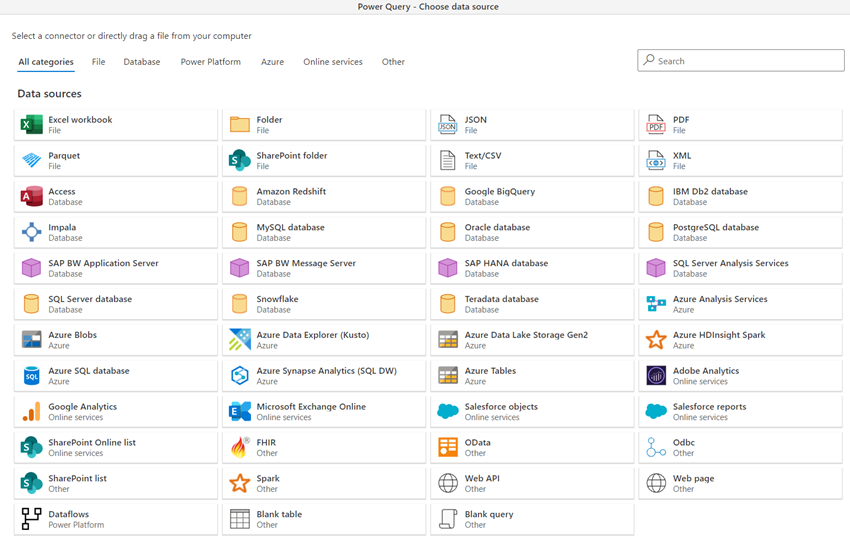 Power Query - Choose data source
Select a connector or directly drag a file from your computer
All categories File Database Power Platform Azure Online services Other Search
Data sources
Excel workbook Folder JSON PDF
File File File File
Parquet SharePoint folder Text/CSV XML
File File File File
Access Amazon Redshift Google BigQuery IBM Db2 database
Database Database Database Database
Impala MySQL database Oracle database PostgreSQL database
Database Database Database Database
SAP BW Application Server SAP BW Message Server SAP HANA database SQL Server Analysis Services
Database Database Database Database
SQL Server database Snowflake Teradata database Azure Analysis Services
Database Database Database Azure
Azure Blobs Azure Data Explorer (Kusto) Azure Data Lake Storage Gen2 Azure HDInsight Spark
Azure Azure Azure Azure
Azure SQL database Azure Synapse Analytics (SQL DW) Azure Tables Adobe Analytics
Azure Azure Azure Online services
Google Analytics Microsoft Exchange Online Salesforce objects Salesforce reports
Online services Online services Online services Online services
SharePoint Online list FHIR OData Odbc
Online services Other Other Other
SharePoint list Spark Web API Web page
Other Other Other Other
Dataflows Blank table Blank query
Power Platform Other Other